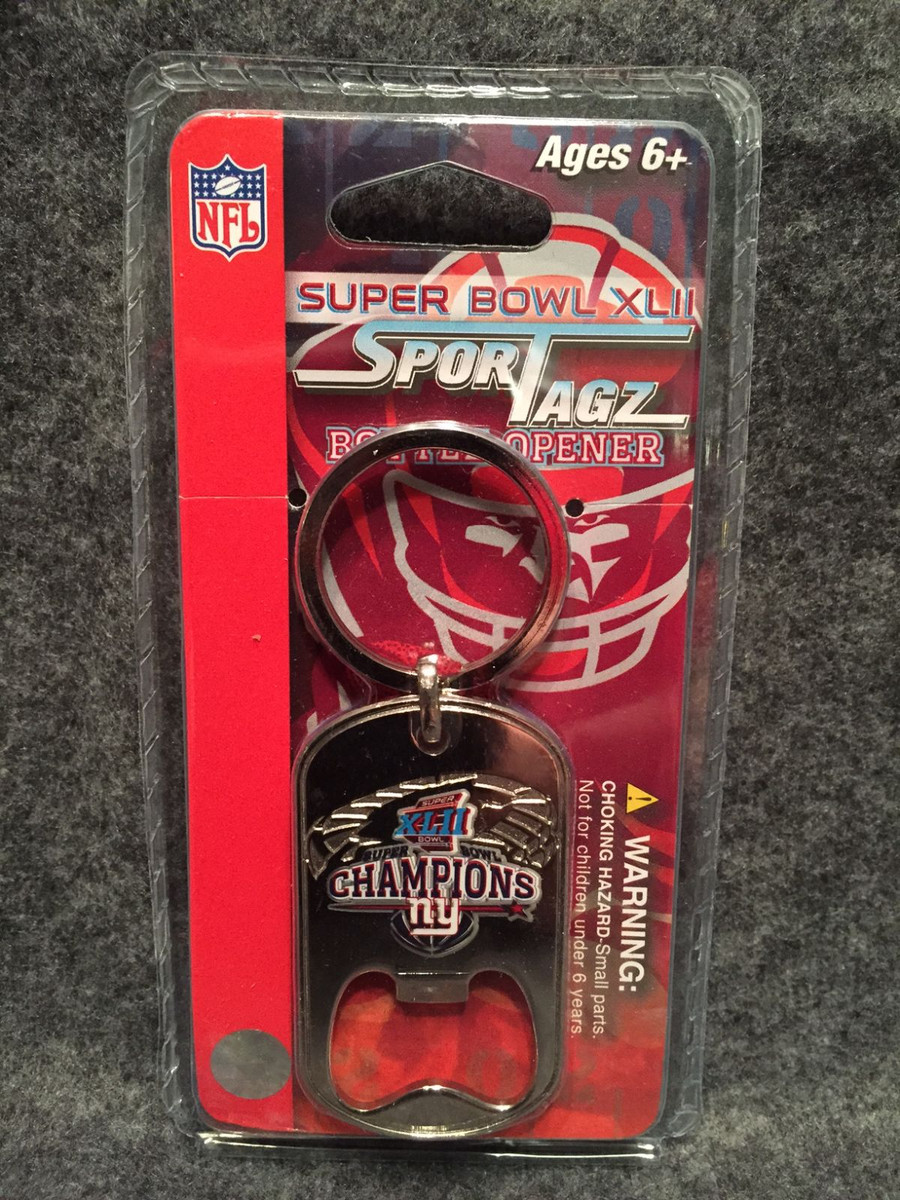 Ages 6+
NFL
SUPER BOWL XLII
SPORTAGZ
BOTTLE OPENER
SUPER
XLII
BOWL
SUPER BOWL
CHAMPIONS
ny
WARNING:
CHOKING HAZARD-Small parts.
Not for children under 6 years.